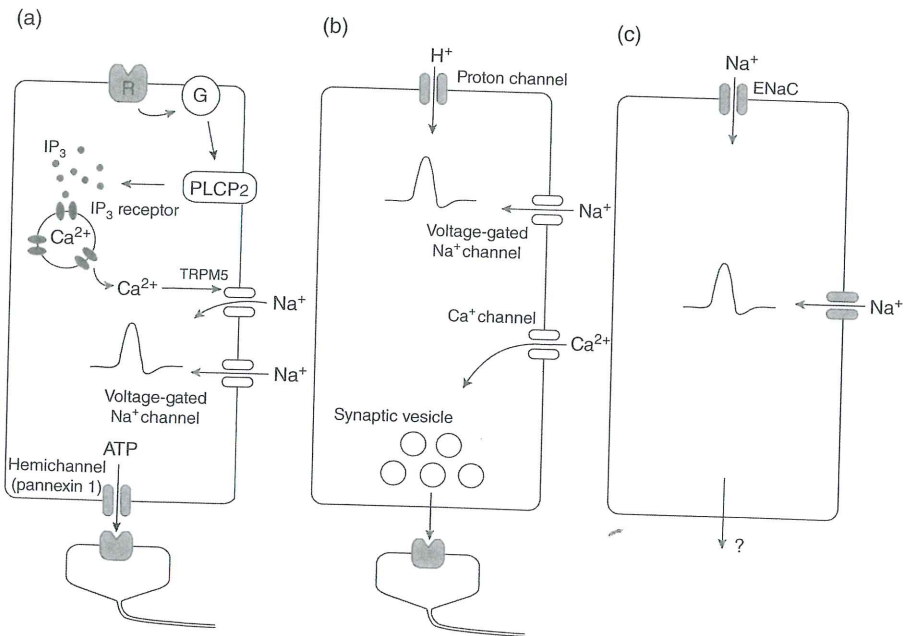 (a)
R
G
IP3
PLCP2
IP3 receptor
Ca2+
Ca2+
TRPM5
Na+
Na+
Voltage-gated
Na+ channel
ATP
Hemichannel
(pannexin 1)
(b)
H+
Proton channel
Na+
Voltage-gated
Na+ channel
Ca+ channel
Ca2+
Synaptic vesicle
(c)
Na+
ENaC
Na+
?